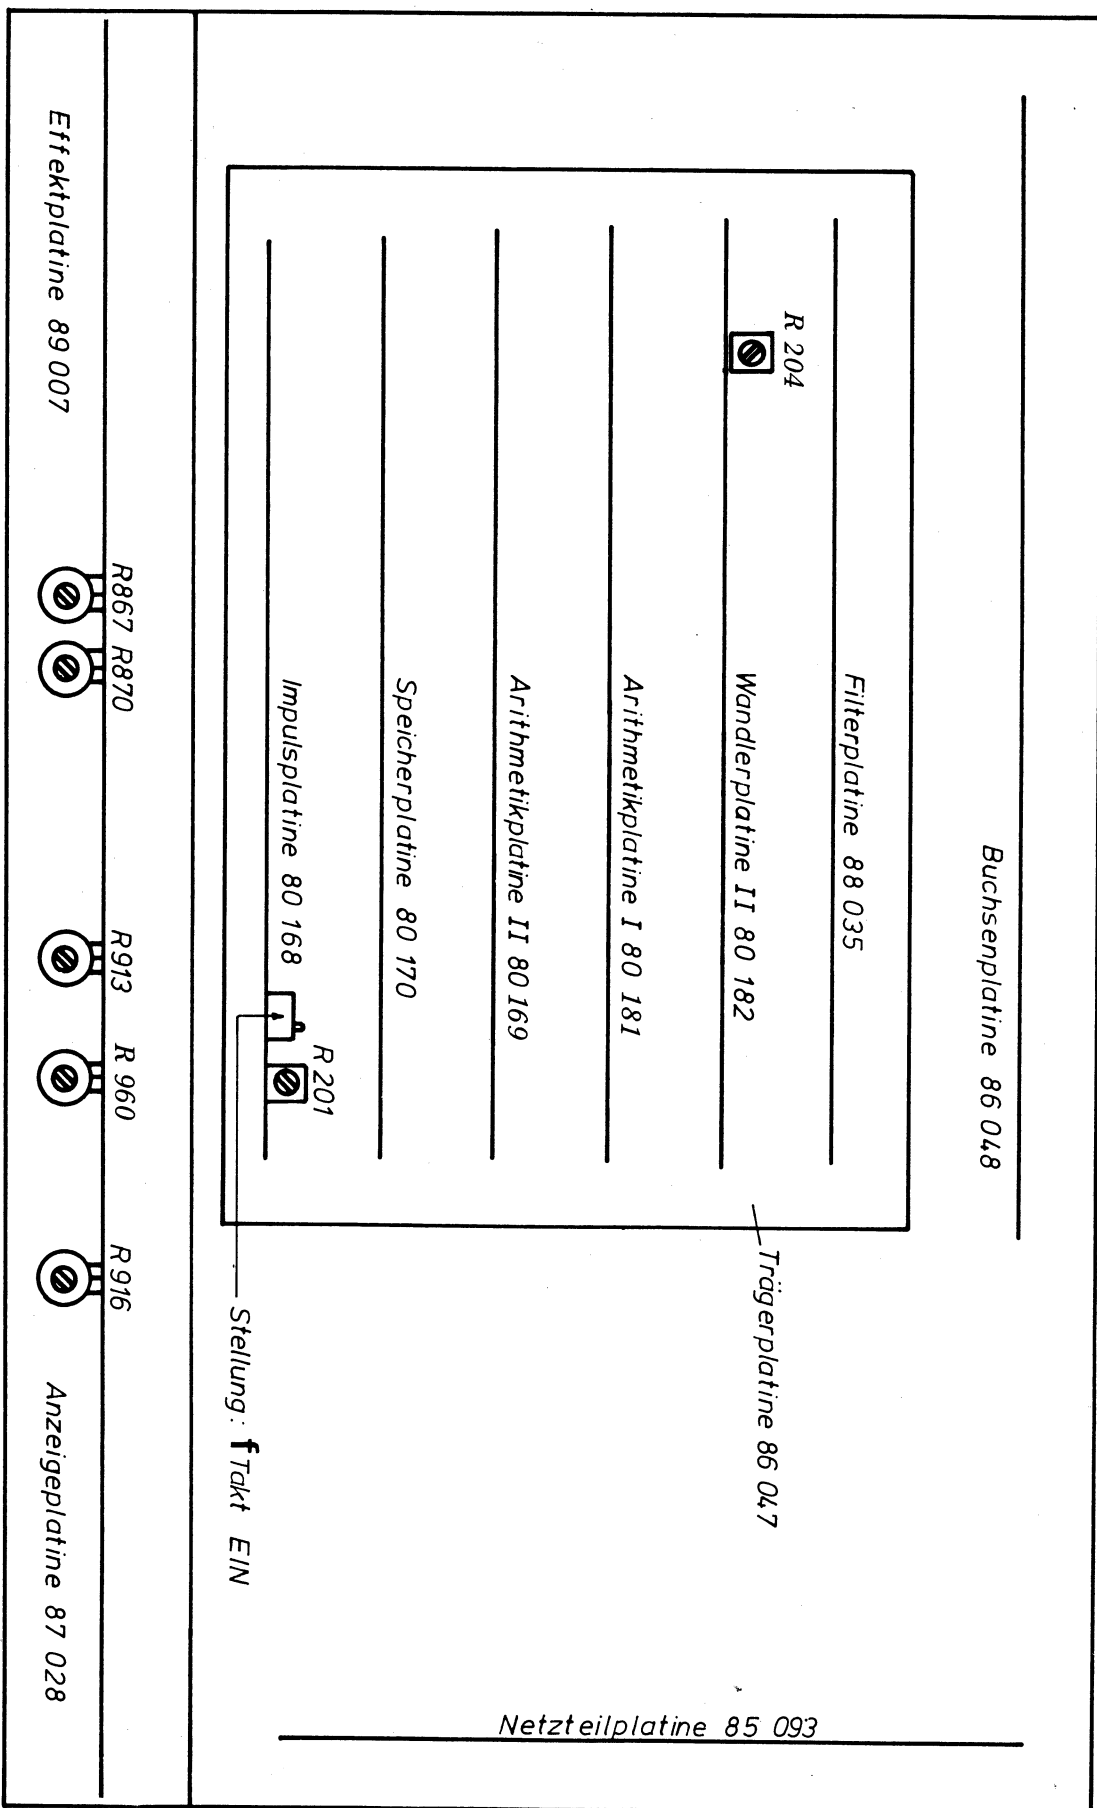 Buchsenplatine 86 048
Filterplatine 88 035
R 204
Wandlerplatine II 80 182
Arithmetikplatine I 80 181
Arithmetikplatine II 80 169
Speicherplatine 80 170
Impulsplatine 80 168
R 201
Trägerplatine 86 047
Netzteilplatine 85 093
Stellung: f Takt EIN
R867 R870
R913
R 960
R916
Effektplatine 89 007
Anzeigeplatine 87 028